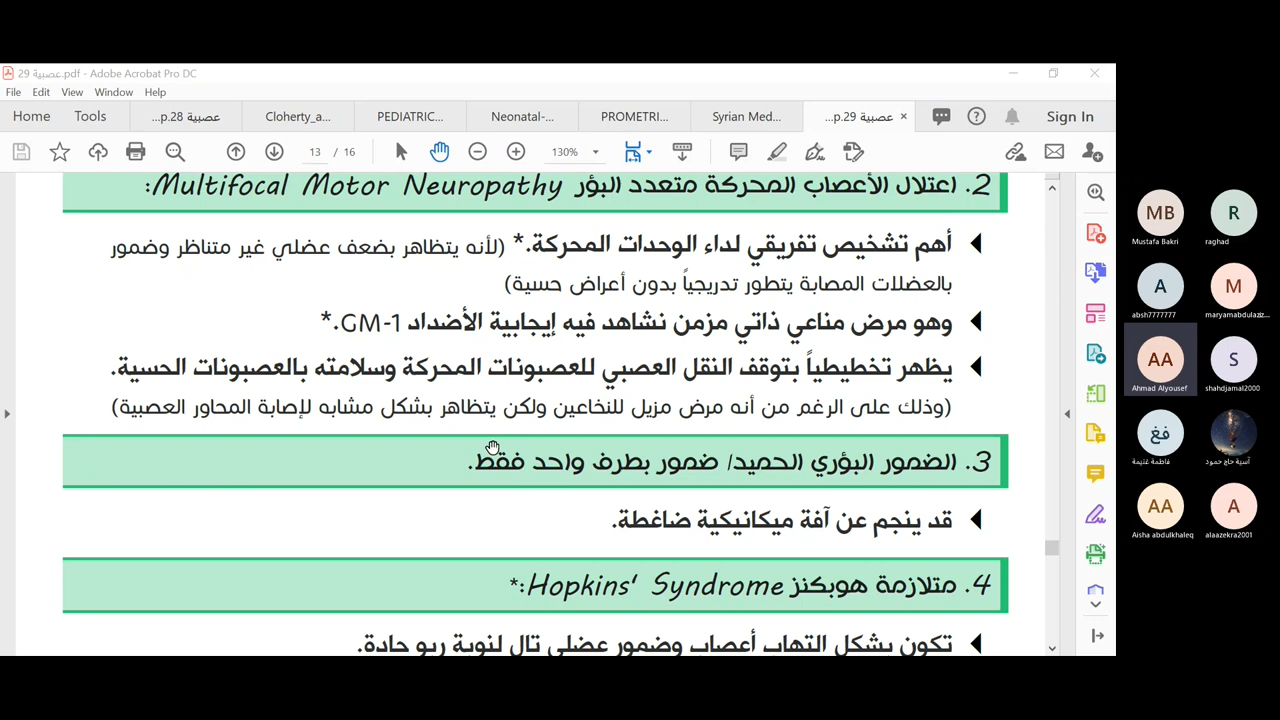 عصبية 29.pdf - Adobe Acrobat Pro DC
File Edit View Window Help
Home Tools عصبية 28.p... Cloherty_a... PEDIATRIC... Neonatal-... PROMETRI... Syrian Med... عصبية 29.p... × Sign In
13 / 16 130%
2. اعتلال الأعصاب المحركة متعدد البؤر Multifocal Motor Neuropathy:
أهم تشخيص تفريقي لداء الوحدات المحركة.* (لأنه يتظاهر بضعف عضلي غير متناظر وضمور
بالعضلات المصابة يتطور تدريجياً بدون أعراض حسية)
وهو مرض مناعي ذاتي مزمن نشاهد فيه إيجابية الأضداد GM-1.*
يظهر تخطيطياً بتوقف النقل العصبي للعصبونات المحركة وسلامته بالعصبونات الحسية.
(وذلك على الرغم من أنه مرض مزيل للنخاعين ولكن يتظاهر بشكل مشابه لإصابة المحاور العصبية)
3. الضمور البؤري الحميد/ ضمور بطرف واحد فقط.
قد ينجم عن آفة ميكانيكية ضاغطة.
4. متلازمة هوبكنز Hopkins' Syndrome:*
تكون بشكل التهاب أعصاب وضمور عضلي تالٍ لنوبة ربو حادة.
MB R
Mustafa Bakri raghad
A M
absh7777777 maryamabdulazz...
AA S
Ahmad Alyousef shahdjamal2000
فغ
فاطمة غنيمة آسية حاج حمود
AA A
Aisha abdulkhaleq alaazekra2001